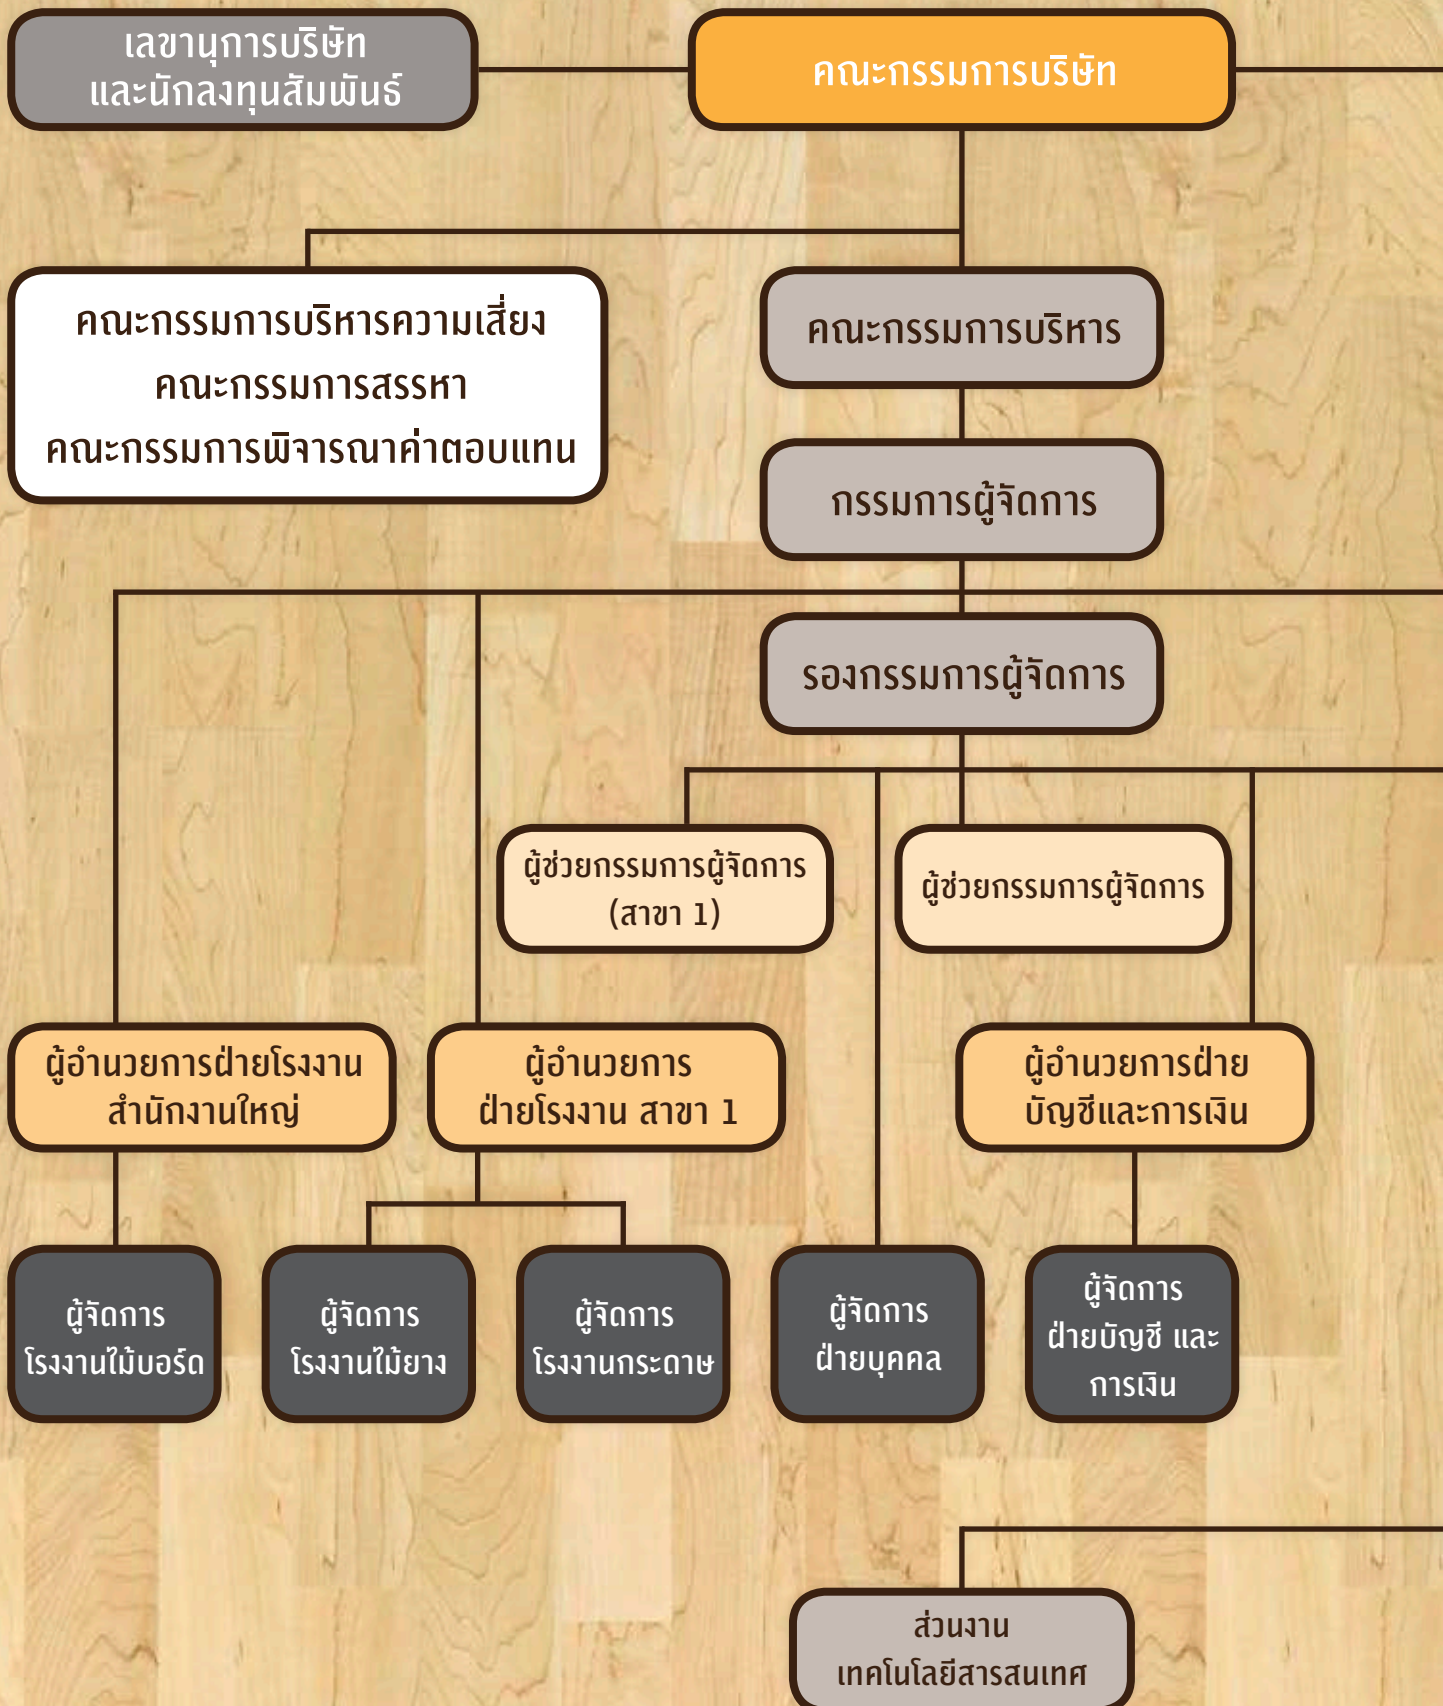 เลขานุการบริษัท
และนักลงทุนสัมพันธ์
คณะกรรมการบริษัท
คณะกรรมการบริหารความเสี่ยง
คณะกรรมการสรรหา
คณะกรรมการพิจารณาค่าตอบแทน
คณะกรรมการบริหาร
กรรมการผู้จัดการ
รองกรรมการผู้จัดการ
ผู้ช่วยกรรมการผู้จัดการ
(สาขา 1)
ผู้ช่วยกรรมการผู้จัดการ
ผู้อำนวยการฝ่ายโรงงาน
สำนักงานใหญ่
ผู้อำนวยการ
ฝ่ายโรงงาน สาขา 1
ผู้อำนวยการฝ่าย
บัญชีและการเงิน
ผู้จัดการ
โรงงานไม้บอร์ด
ผู้จัดการ
โรงงานไม้ยาง
ผู้จัดการ
โรงงานกระดาษ
ผู้จัดการ
ฝ่ายบุคคล
ผู้จัดการ
ฝ่ายบัญชี และ
การเงิน
ส่วนงาน
เทคโนโลยีสารสนเทศ